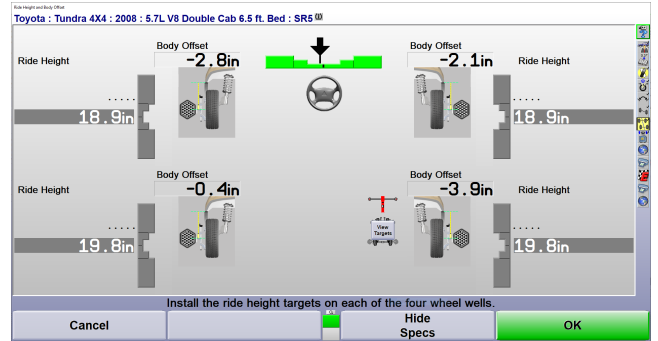 Ride Height and Body Offset
Toyota : Tundra 4X4 : 2008 : 5.7L V8 Double Cab 6.5 ft. Bed : SR5
Ride Height
Body Offset
-2.8in
Body Offset
-2.1in
Ride Height
.....
18.9in
.....
18.9in
Ride Height
Body Offset
-0.4in
Body Offset
-3.9in
Ride Height
.....
19.8in
View
Targets
.....
19.8in
Install the ride height targets on each of the four wheel wells.
Cancel
Hide
Specs
OK